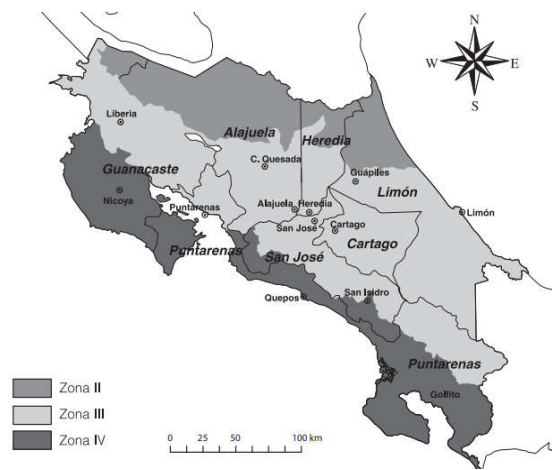 N
W E
S
Liberia
Alajuela
Heredia
C. Quesada
Guápiles
Guanacaste
Limón
Nicoya
Puntarenas
Alajuela Heredia
Limón
San José
Cartago
Cartago
Puntarenas
San José
Quepos
San Isidro
Puntarenas
Golfito
Zona II
Zona III
Zona IV
0 25 50 75 100 km